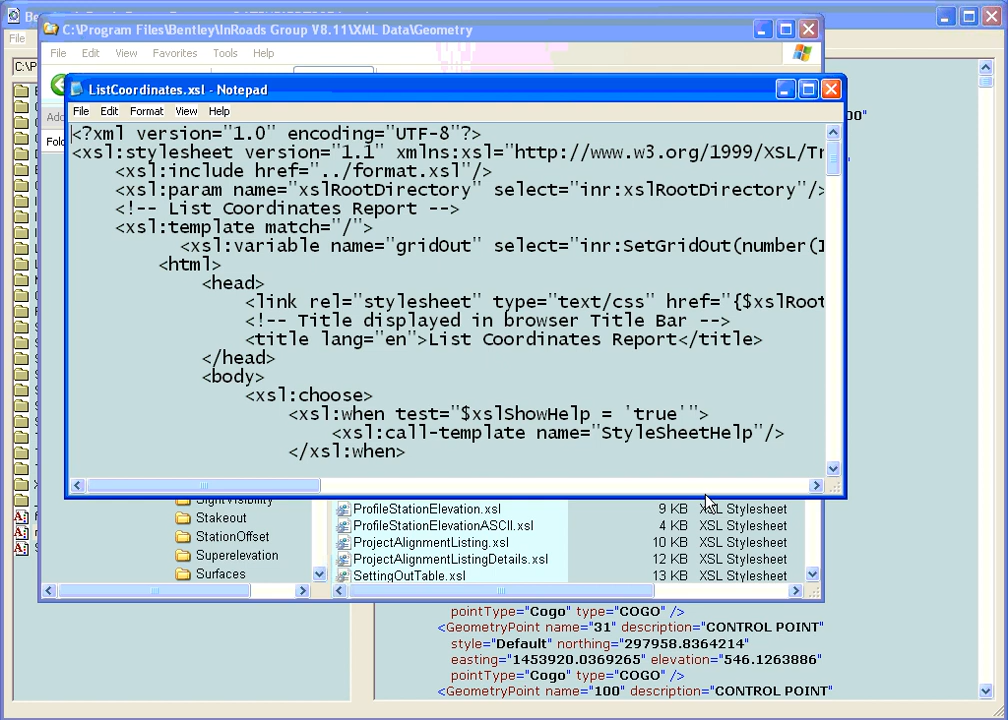 Be
C:\Program Files\Bentley\InRoads Group V8.11\XML Data\Geometry
File
File Edit View Favorites Tools Help
ListCoordinates.xsl - Notepad
File Edit Format View Help
<?xml version="1.0" encoding="UTF-8"?>
<xsl:stylesheet version="1.1" xmlns:xsl="http://www.w3.org/1999/XSL/Tr
<xsl:include href="../format.xsl"/>
<xsl:param name="xslRootDirectory" select="inr:xslRootDirectory"/>
<!-- List Coordinates Report -->
<xsl:template match="/">
<xsl:variable name="gridOut" select="inr:SetGridOut(number(I
<html>
<head>
<link rel="stylesheet" type="text/css" href="{$xslRoot
<!-- Title displayed in browser Title Bar -->
<title lang="en">List Coordinates Report</title>
</head>
<body>
<xsl:choose>
<xsl:when test="$xslShowHelp = 'true'">
<xsl:call-template name="StyleSheetHelp"/>
</xsl:when>
C:\P
Add
Fold
00"
SightVisibility
Stakeout
StationOffset
Superelevation
Surfaces
ProfileStationElevation.xsl 9 KB XSL Stylesheet
ProfileStationElevationASCII.xsl 4 KB XSL Stylesheet
ProjectAlignmentListing.xsl 10 KB XSL Stylesheet
ProjectAlignmentListingDetails.xsl 12 KB XSL Stylesheet
SettingOutTable.xsl 13 KB XSL Stylesheet
pointType="Cogo" type="COGO" />
<GeometryPoint name="31" description="CONTROL POINT"
style="Default" northing="297958.8364214"
easting="1453920.0369265" elevation="546.1263886"
pointType="Cogo" type="COGO" />
<GeometryPoint name="100" description="CONTROL POINT"